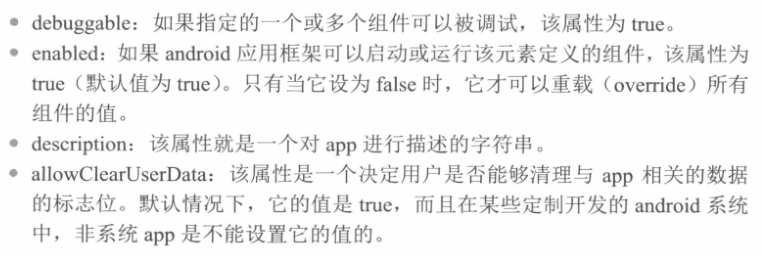 • debuggable：如果指定的一个或多个组件可以被调试，该属性为 true。
• enabled：如果 android 应用框架可以启动或运行该元素定义的组件，该属性为
true（默认值为 true）。只有当它设为 false 时，它才可以重载（override）所有
组件的值。
• description：该属性就是一个对 app 进行描述的字符串。
• allowClearUserData：该属性是一个决定用户是否能够清理与 app 相关的数据
的标志位。默认情况下，它的值是 true，而且在某些定制开发的 android 系统
中，非系统 app 是不能设置它的值的。